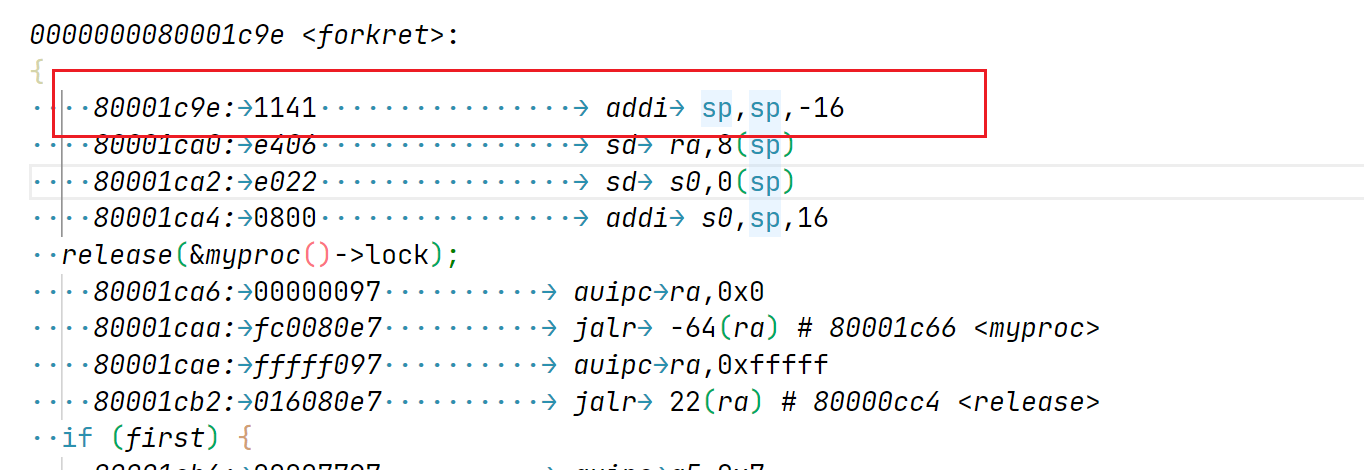 0000000080001c9e <forkret>:
{
····80001c9e:→1141················→ addi→ sp,sp,-16
····80001ca0:→e406················→ sd→ ra,8(sp)
····80001ca2:→e022················→ sd→ s0,0(sp)
····80001ca4:→0800················→ addi→ s0,sp,16
··release(&myproc()->lock);
····80001ca6:→00000097··········→ auipc→ra,0x0
····80001caa:→fc0080e7··········→ jalr→ -64(ra) # 80001c66 <myproc>
····80001cae:→fffff097··········→ auipc→ra,0xfffff
····80001cb2:→016080e7··········→ jalr→ 22(ra) # 80000cc4 <release>
··if (first) {